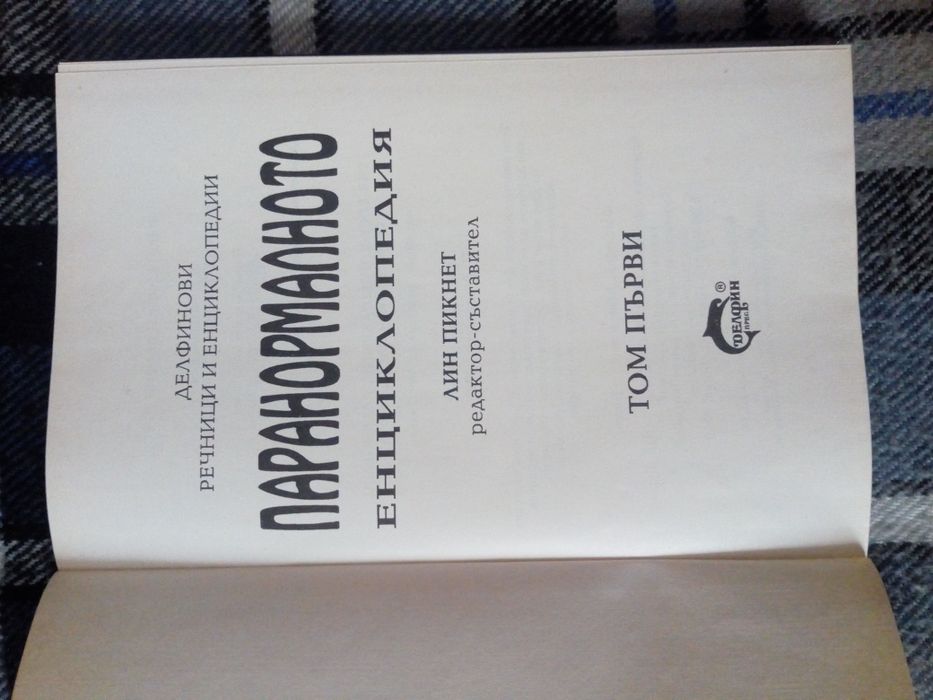 ДЕЛФИНОВИ
РЕЧНИЦИ И ЕНЦИКЛОПЕДИИ
ПАРАНОРМАЛНОТО
ЕНЦИКЛОПЕДИЯ
ЛИН ПИКНЕТ
редактор-съставител
ТОМ ПЪРВИ
®
ДЕЛФИН
ПРЕС